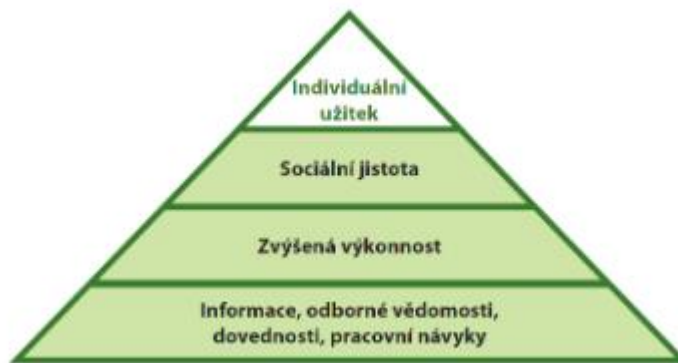 Individuální
užitek
Sociální jistota
Zvýšená výkonnost
Informace, odborné vědomosti,
dovednosti, pracovní návyky